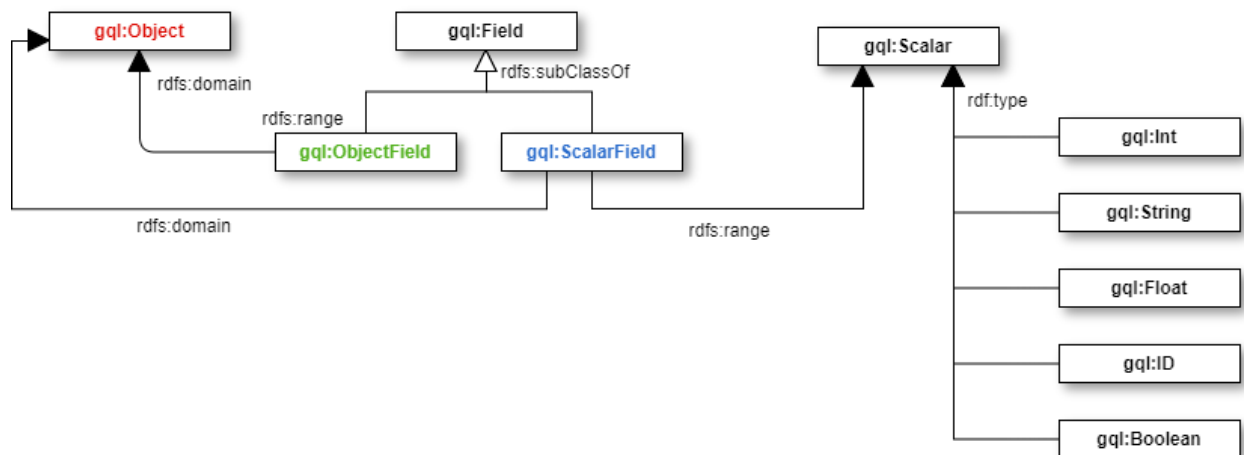 gql:Object
gql:Field
gql:Scalar
rdfs:subClassOf
rdfs:domain
rdf:type
rdfs:range
gql:Int
gql:ObjectField
gql:ScalarField
gql:String
rdfs:domain
rdfs:range
gql:Float
gql:ID
gql:Boolean